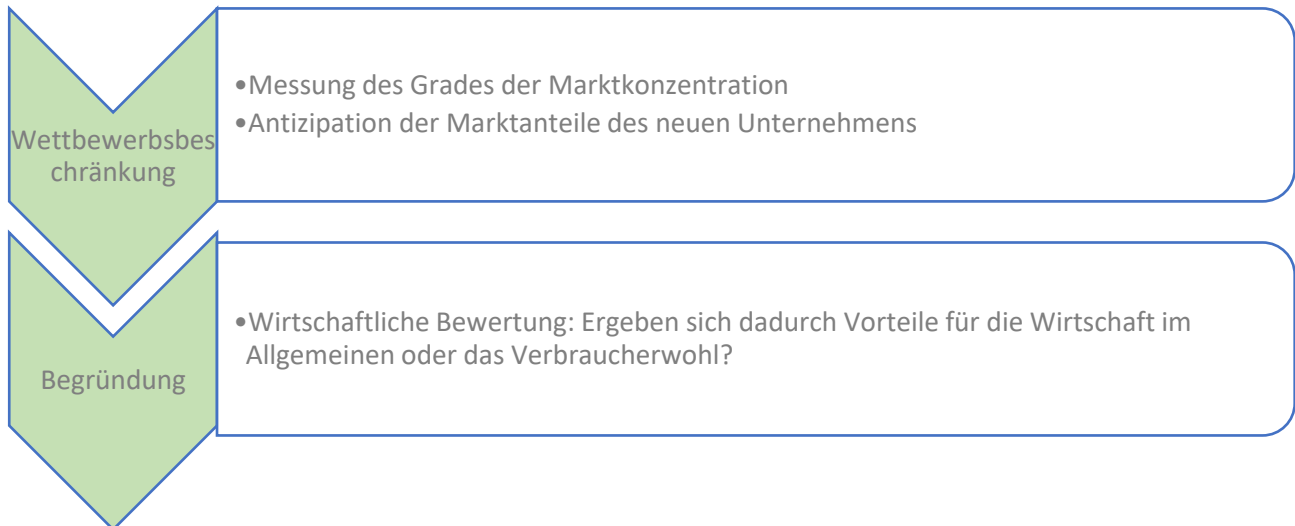 Wettbewerbsbes
chränkung
•Messung des Grades der Marktkonzentration
•Antizipation der Marktanteile des neuen Unternehmens
Begründung
•Wirtschaftliche Bewertung: Ergeben sich dadurch Vorteile für die Wirtschaft im
Allgemeinen oder das Verbraucherwohl?